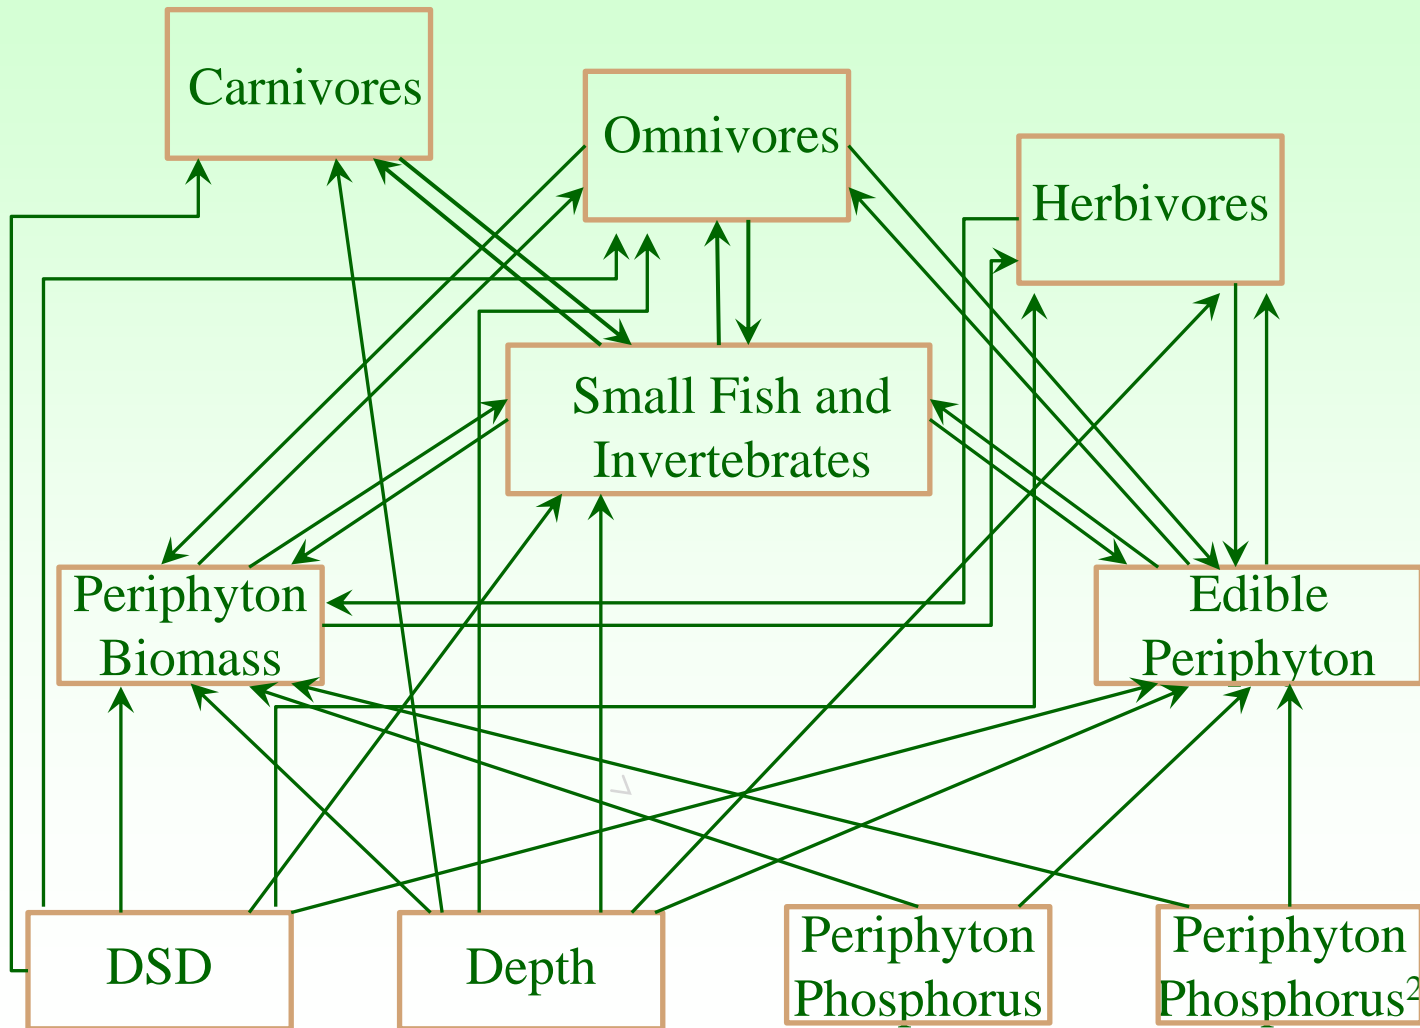 Carnivores
Omnivores
Herbivores
Small Fish and
Invertebrates
Periphyton
Biomass
Edible
Periphyton
DSD
Depth
Periphyton
Phosphorus
Periphyton
Phosphorus²